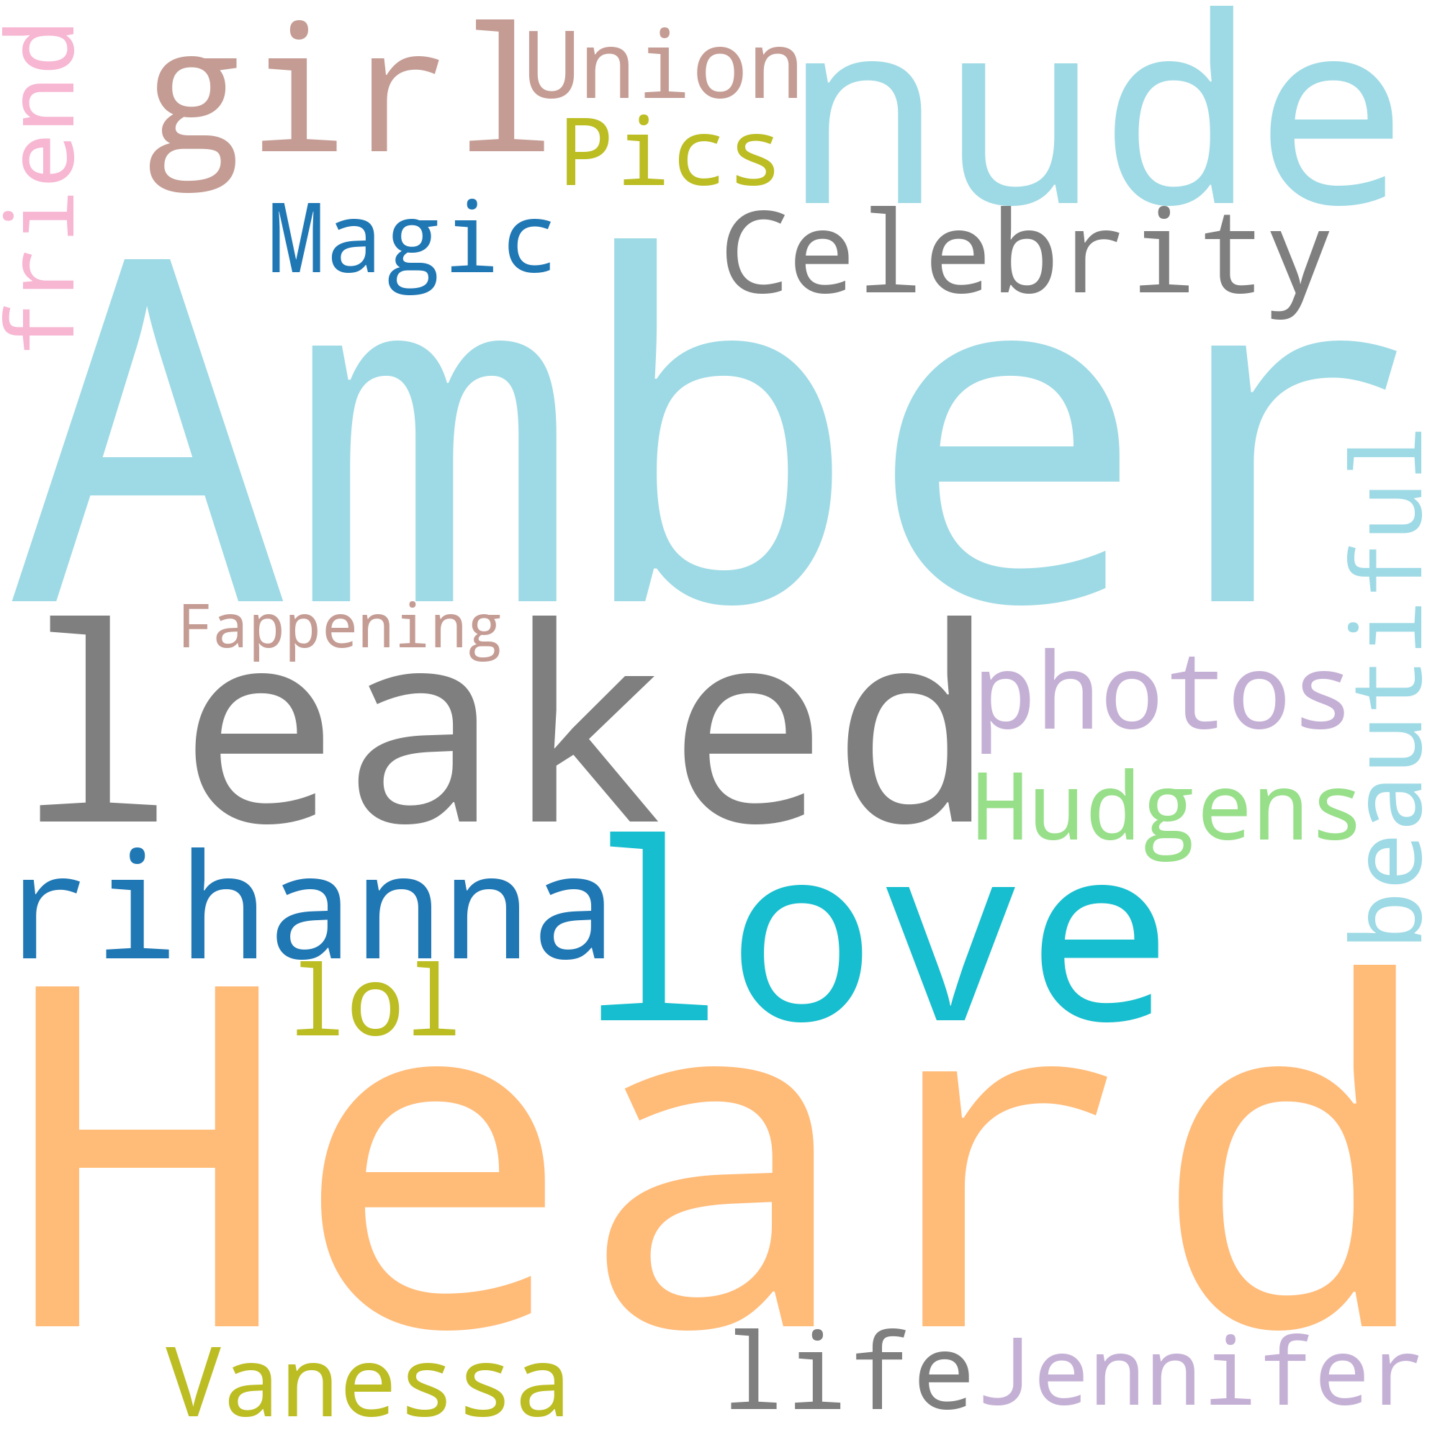 friend
girl
Union
nude
Pics
Magic
Celebrity
Amber
beautiful
Fappening
leaked
photos
Hudgens
rihanna
love
lol
Heard
Vanessa
life
Jennifer